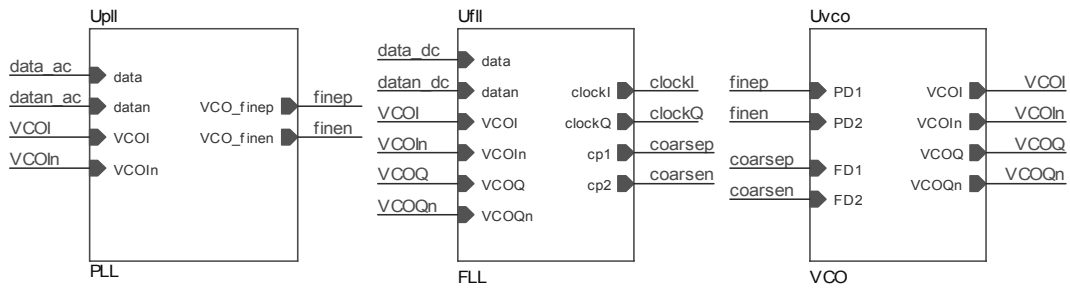 Upll
data_ac
data
datan_ac
datan
VCOI
VCOI
VCOIn
VCOIn
VCO_finep
finep
VCO_finen
finen
PLL
Ufll
data_dc
data
datan_dc
datan
VCOI
VCOI
VCOIn
VCOIn
VCOQ
VCOQ
VCOQn
VCOQn
clockI
clockI
clockQ
clockQ
cp1
coarsep
cp2
coarsen
FLL
Uvco
finep
PD1
finen
PD2
coarsep
FD1
coarsen
FD2
VCOI
VCOI
VCOIn
VCOIn
VCOQ
VCOQ
VCOQn
VCOQn
VCO